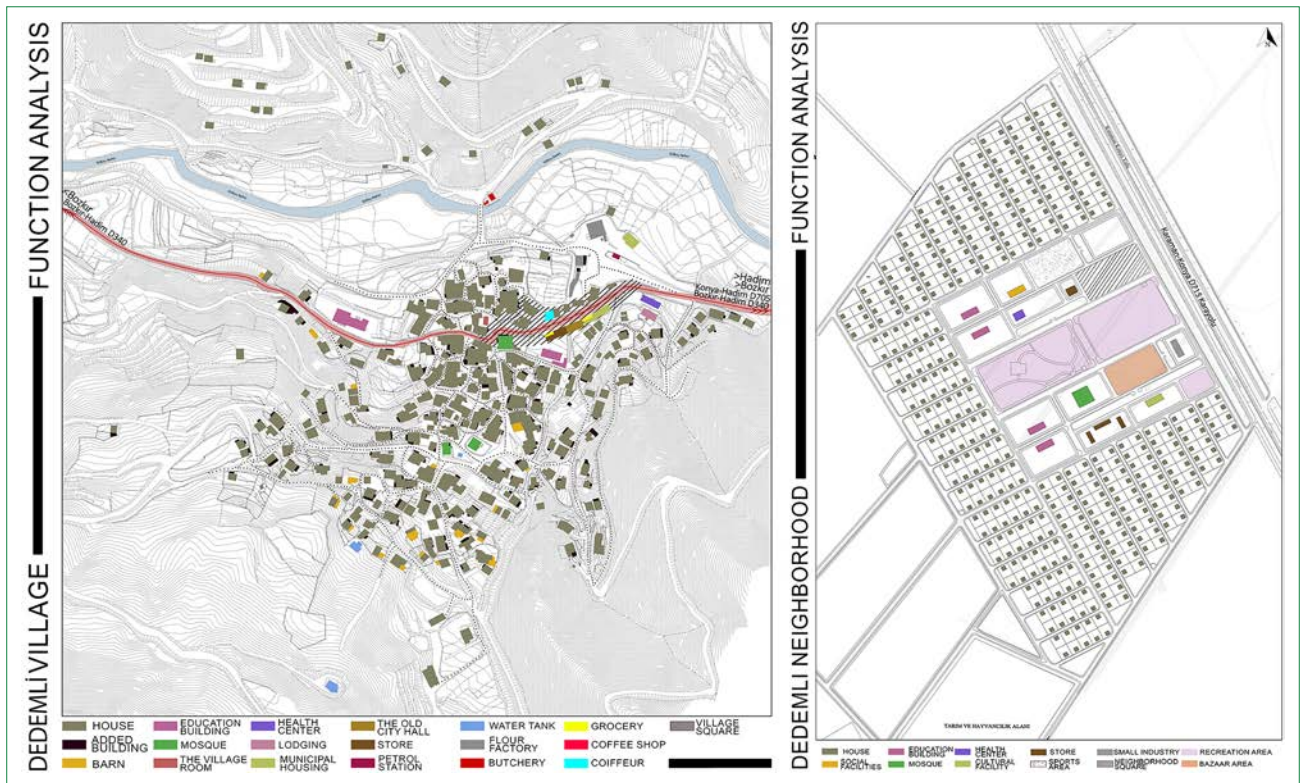 DEDEMLİ VILLAGE
FUNCTION ANALYSIS
<Bozkır
Bozkır-Hadim D340
>Hadim
>Bozkır
Konya-Hadim D705
Bozkır-Hadim D340
HOUSE
ADDED BUILDING
BARN
EDUCATION BUILDING
MOSQUE
THE VILLAGE ROOM
HEALTH CENTER
LODGING
MUNICIPAL HOUSING
THE OLD CITY HALL
STORE
PETROL STATION
WATER TANK
FLOUR FACTORY
BUTCHERY
GROCERY
COFFEE SHOP
COIFFEUR
VILLAGE SQUARE
DEDEMLI NEIGHBORHOOD
FUNCTION ANALYSIS
N
TARIM VE HAYVANCILIK ALANI
HOUSE
SOCIAL FACILITIES
EDUCATION BUILDING
MOSQUE
HEALTH CENTER
CULTURAL FACILITY
STORE
SPORTS AREA
SMALL INDUSTRY
NEIGHBORHOOD SQUARE
RECREATION AREA
BAZAAR AREA